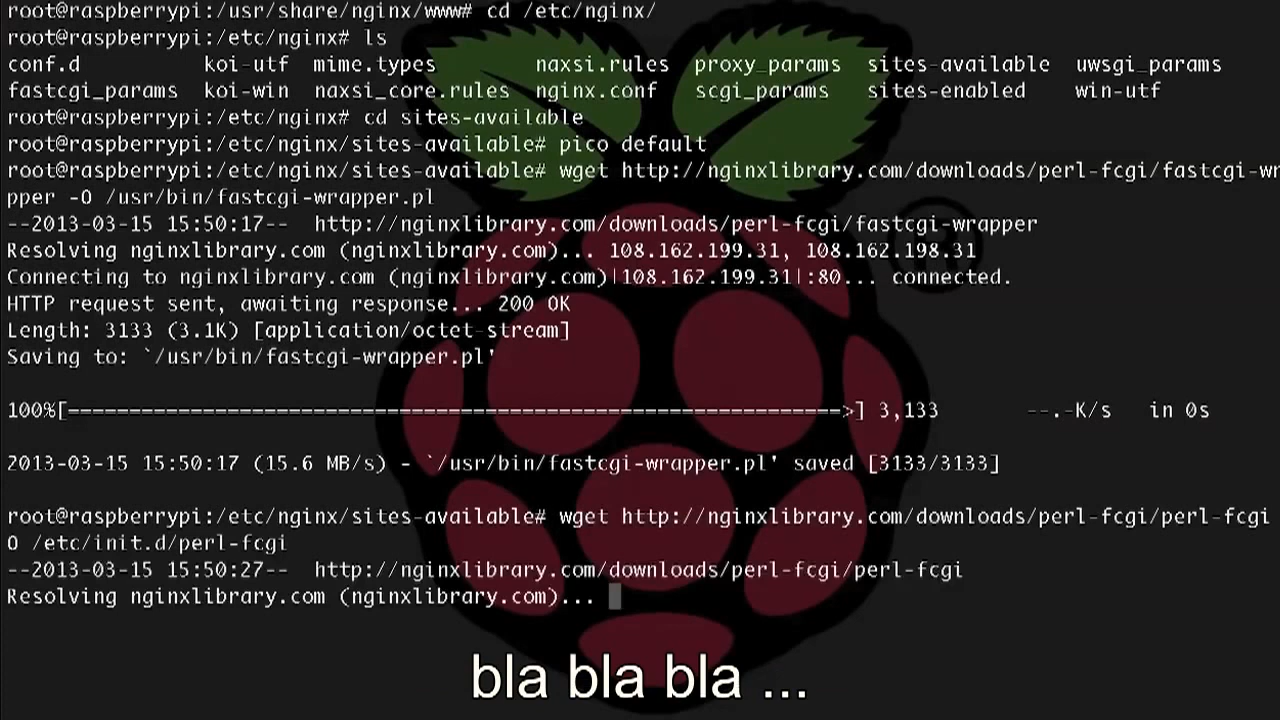 root@raspberrypi:/usr/share/nginx/www# cd /etc/nginx/
root@raspberrypi:/etc/nginx# ls
conf.d koi-utf mime.types naxsi.rules proxy_params sites-available uwsgi_params
fastcgi_params koi-win naxsi_core.rules nginx.conf scgi_params sites-enabled win-utf
root@raspberrypi:/etc/nginx# cd sites-available
root@raspberrypi:/etc/nginx/sites-available# pico default
root@raspberrypi:/etc/nginx/sites-available# wget http://nginxlibrary.com/downloads/perl-fcgi/fastcgi-wr
pper -O /usr/bin/fastcgi-wrapper.pl
--2013-03-15 15:50:17-- http://nginxlibrary.com/downloads/perl-fcgi/fastcgi-wrapper
Resolving nginxlibrary.com (nginxlibrary.com)... 108.162.199.31, 108.162.198.31
Connecting to nginxlibrary.com (nginxlibrary.com)|108.162.199.31|:80... connected.
HTTP request sent, awaiting response... 200 OK
Length: 3133 (3.1K) [application/octet-stream]
Saving to: `/usr/bin/fastcgi-wrapper.pl'
100%[===============================================================>] 3,133 --.-K/s in 0s
2013-03-15 15:50:17 (15.6 MB/s) - `/usr/bin/fastcgi-wrapper.pl' saved [3133/3133]
root@raspberrypi:/etc/nginx/sites-available# wget http://nginxlibrary.com/downloads/perl-fcgi/perl-fcgi
O /etc/init.d/perl-fcgi
--2013-03-15 15:50:27-- http://nginxlibrary.com/downloads/perl-fcgi/perl-fcgi
Resolving nginxlibrary.com (nginxlibrary.com)...
bla bla bla ...